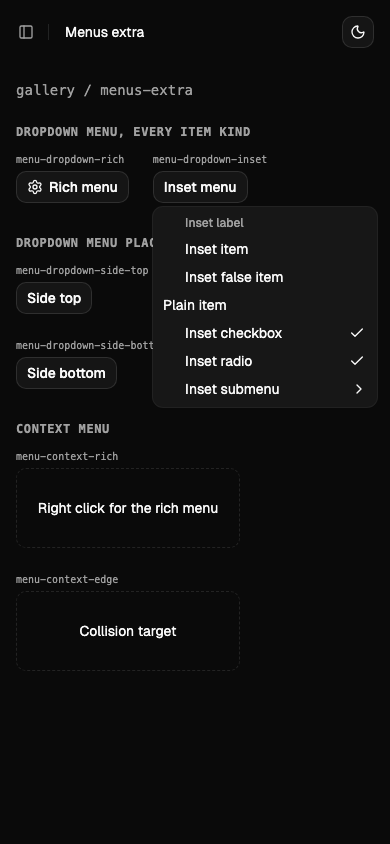 Menus extra
gallery / menus-extra
DROPDOWN MENU, EVERY ITEM KIND
menu-dropdown-rich
menu-dropdown-inset
Rich menu
Inset menu
DROPDOWN MENU PLAC
menu-dropdown-side-top
Side top
menu-dropdown-side-bott
Side bottom
Inset label
Inset item
Inset false item
Plain item
Inset checkbox
Inset radio
Inset submenu
CONTEXT MENU
menu-context-rich
Right click for the rich menu
menu-context-edge
Collision target